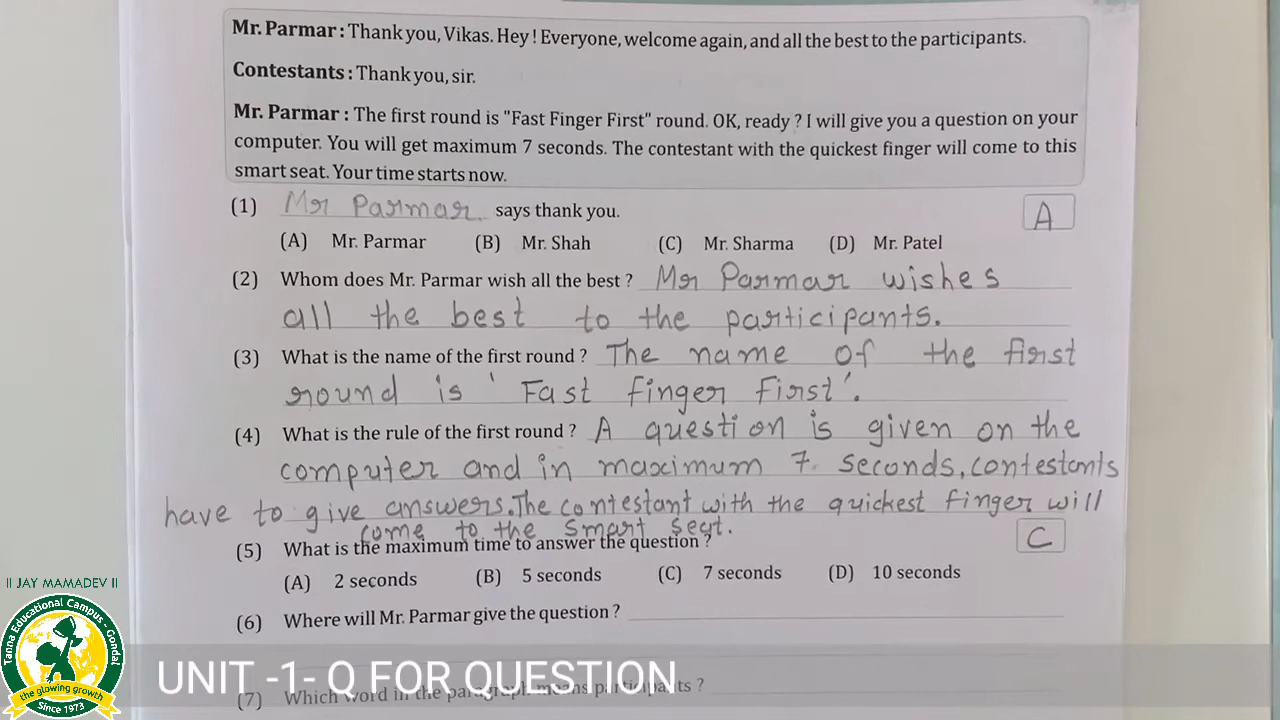 Mr. Parmar : Thank you, Vikas. Hey ! Everyone, welcome again, and all the best to the participants.
Contestants : Thank you, sir.
Mr. Parmar : The first round is "Fast Finger First" round. OK, ready ? I will give you a question on your
computer. You will get maximum 7 seconds. The contestant with the quickest finger will come to this
smart seat. Your time starts now.
(1) Mr Parmar. says thank you. A
(A) Mr. Parmar (B) Mr. Shah (C) Mr. Sharma (D) Mr. Patel
(2) Whom does Mr. Parmar wish all the best ? Mr Parmar wishes
all the best to the participants.
(3) What is the name of the first round ? The name of the first
round is ' Fast finger First'.
(4) What is the rule of the first round ? A question is given on the
computer and in maximum 7 seconds, contestants
have to give answers. The contestant with the quickest finger will
come to the smart seat.
(5) What is the maximum time to answer the question ? C
(A) 2 seconds (B) 5 seconds (C) 7 seconds (D) 10 seconds
(6) Where will Mr. Parmar give the question ?
(7) Which word in the paragraph means participants ?
UNIT -1- Q FOR QUESTION
|| JAY MAMADEV ||
Tanna Educational Campus - Gondal
the glowing growth
Since 1973